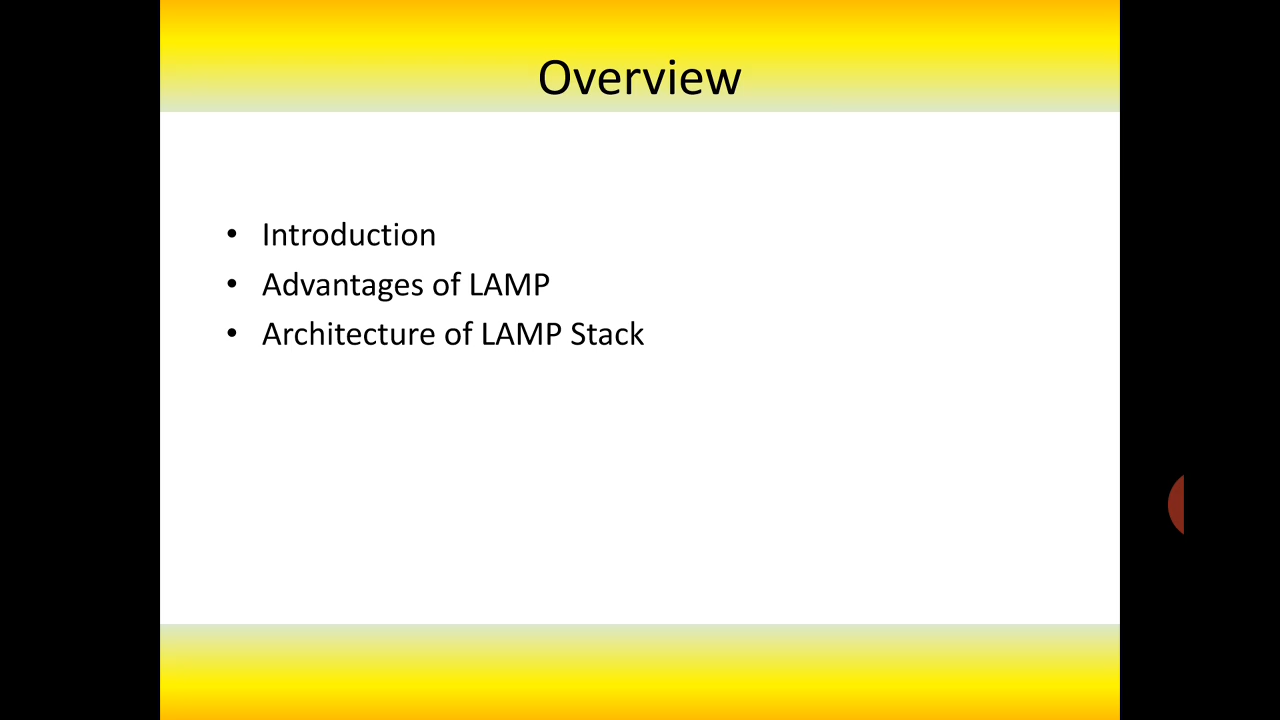 Overview
• Introduction
• Advantages of LAMP
• Architecture of LAMP Stack